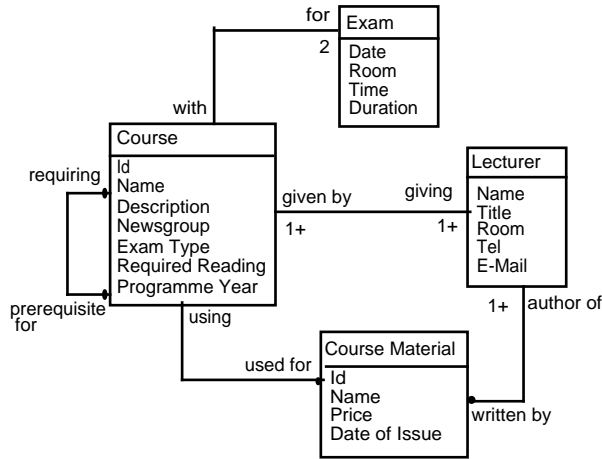 for
Exam
2
Date
Room
Time
Duration
with
Course
Id
Name
Description
Newsgroup
Exam Type
Required Reading
Programme Year
requiring
prerequisite
for
given by
1+
giving
1+
Lecturer
Name
Title
Room
Tel
E-Mail
1+
author of
using
used for
Course Material
Id
Name
Price
Date of Issue
written by